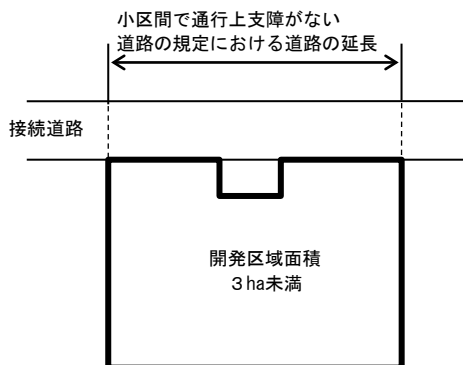 小区間で通行上支障がない
道路の規定における道路の延長
接続道路
開発区域面積
3ha未満